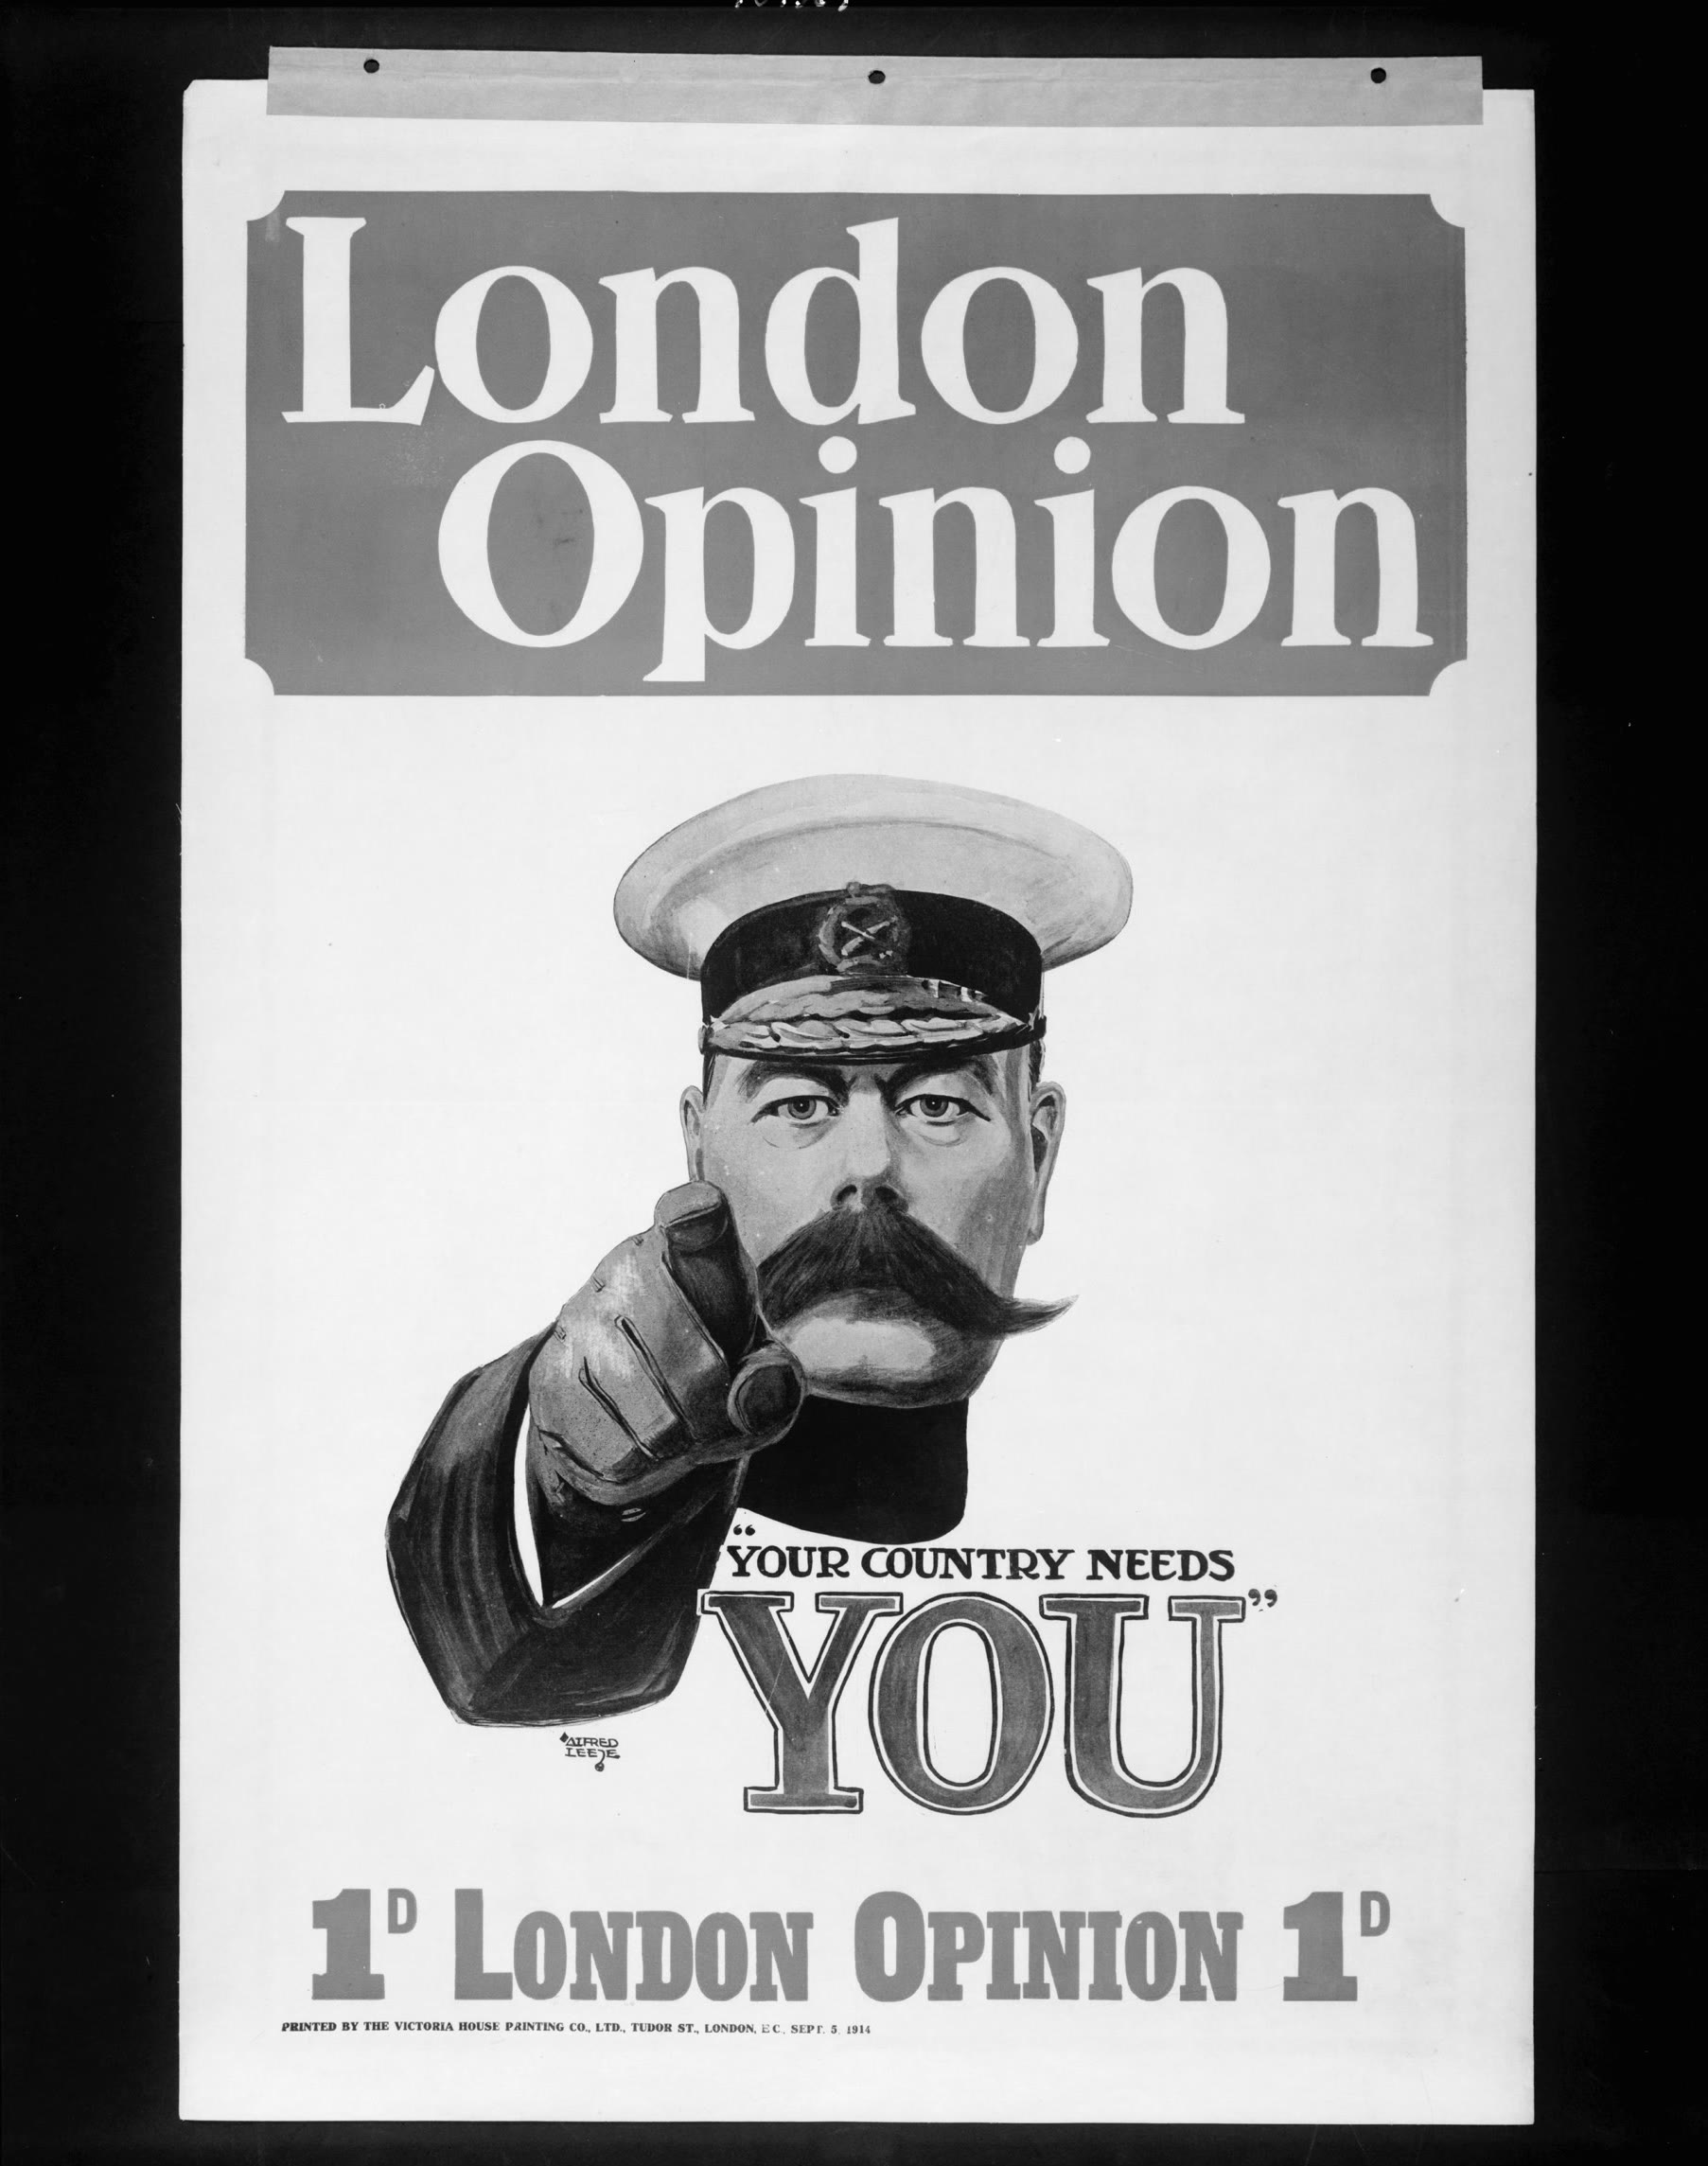 London
Opinion
“YOUR COUNTRY NEEDS
YOU”
ALFRED
LEETE
1D LONDON OPINION 1D
PRINTED BY THE VICTORIA HOUSE PRINTING CO., LTD., TUDOR ST., LONDON, E.C., SEPT. 5, 1914